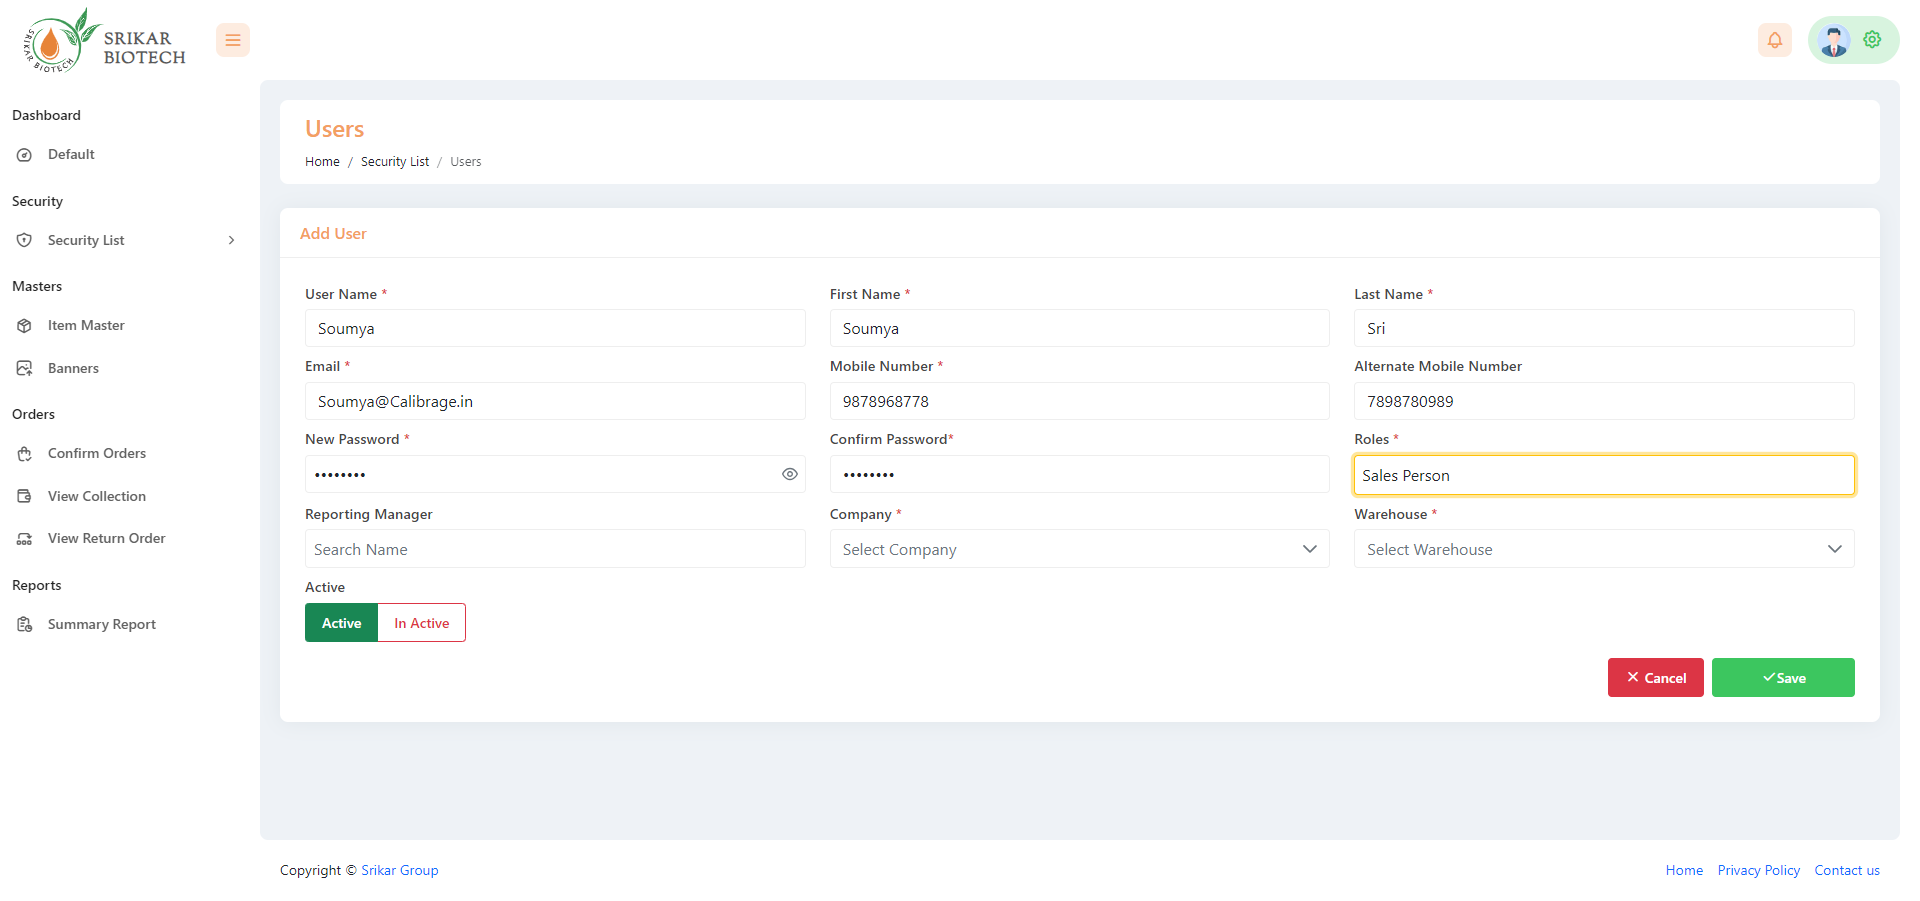 SRIKAR BIOTECH
SRIKAR
BIOTECH
Dashboard
Default
Security
Security List
Masters
Item Master
Banners
Orders
Confirm Orders
View Collection
View Return Order
Reports
Summary Report
Users
Home / Security List / Users
Add User
User Name * First Name * Last Name *
Soumya Soumya Sri
Email * Mobile Number * Alternate Mobile Number
Soumya@Calibrage.in 9878968778 7898780989
New Password * Confirm Password* Roles *
•••••••• •••••••• Sales Person
Reporting Manager Company * Warehouse *
Search Name Select Company Select Warehouse
Active
Active In Active
Cancel Save
Copyright © Srikar Group Home Privacy Policy Contact us